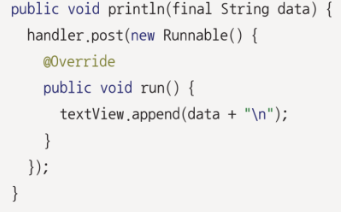 public void println(final String data) {
  handler.post(new Runnable() {
    @Override
    public void run() {
      textView.append(data + "\n");
    }
  });
}